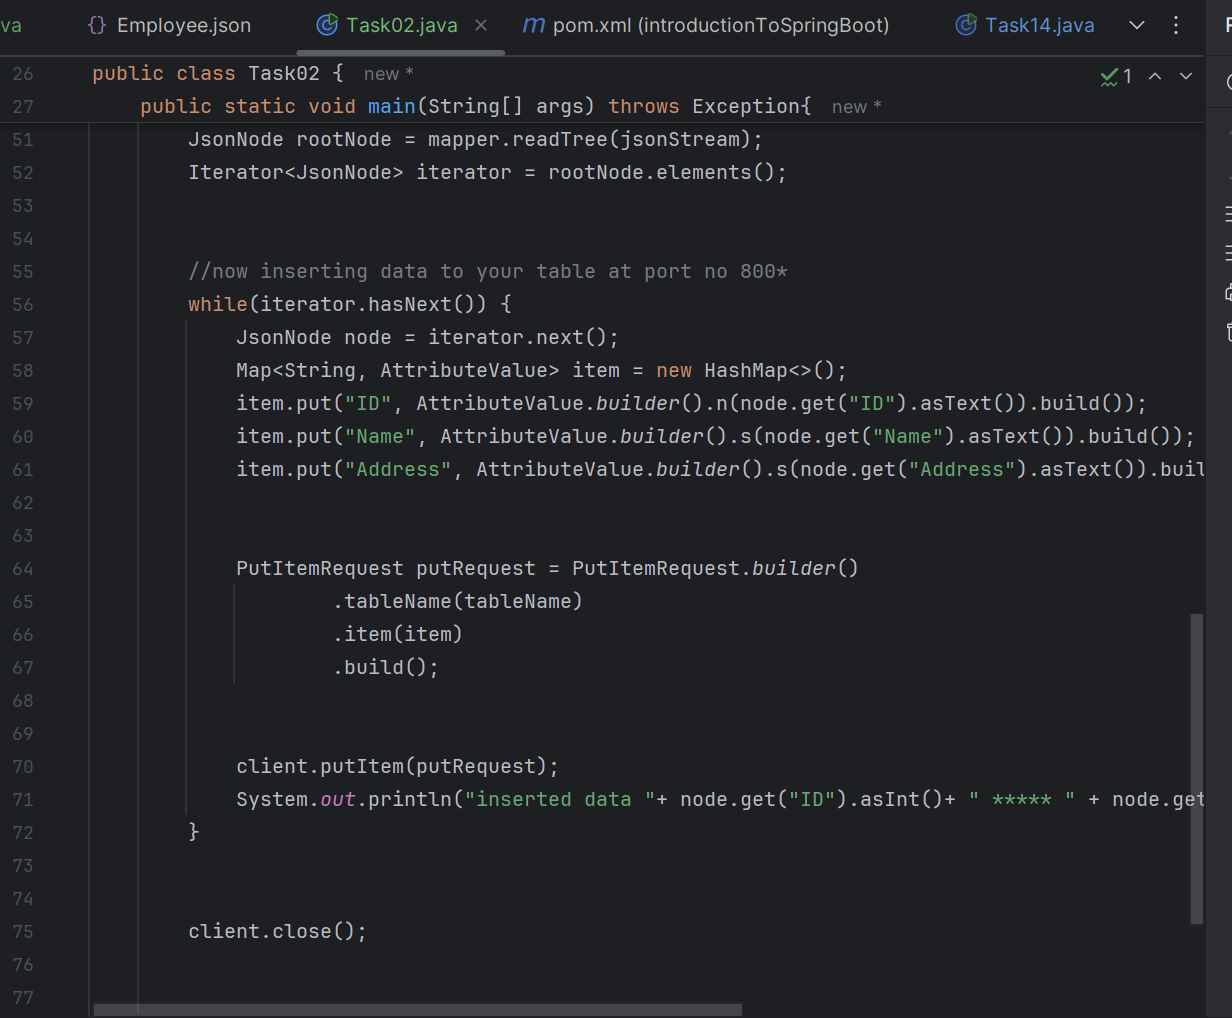 va {} Employee.json Task02.java × m pom.xml (introductionToSpringBoot) Task14.java
26 public class Task02 { new * 1
27 public static void main(String[] args) throws Exception{ new *
51 JsonNode rootNode = mapper.readTree(jsonStream);
52 Iterator<JsonNode> iterator = rootNode.elements();
53
54
55 //now inserting data to your table at port no 800*
56 while(iterator.hasNext()) {
57 JsonNode node = iterator.next();
58 Map<String, AttributeValue> item = new HashMap<>();
59 item.put("ID", AttributeValue.builder().n(node.get("ID").asText()).build());
60 item.put("Name", AttributeValue.builder().s(node.get("Name").asText()).build());
61 item.put("Address", AttributeValue.builder().s(node.get("Address").asText()).buil
62
63
64 PutItemRequest putRequest = PutItemRequest.builder()
65 .tableName(tableName)
66 .item(item)
67 .build();
68
69
70 client.putItem(putRequest);
71 System.out.println("inserted data "+ node.get("ID").asInt()+ " ***** " + node.get
72 }
73
74
75 client.close();
76
77